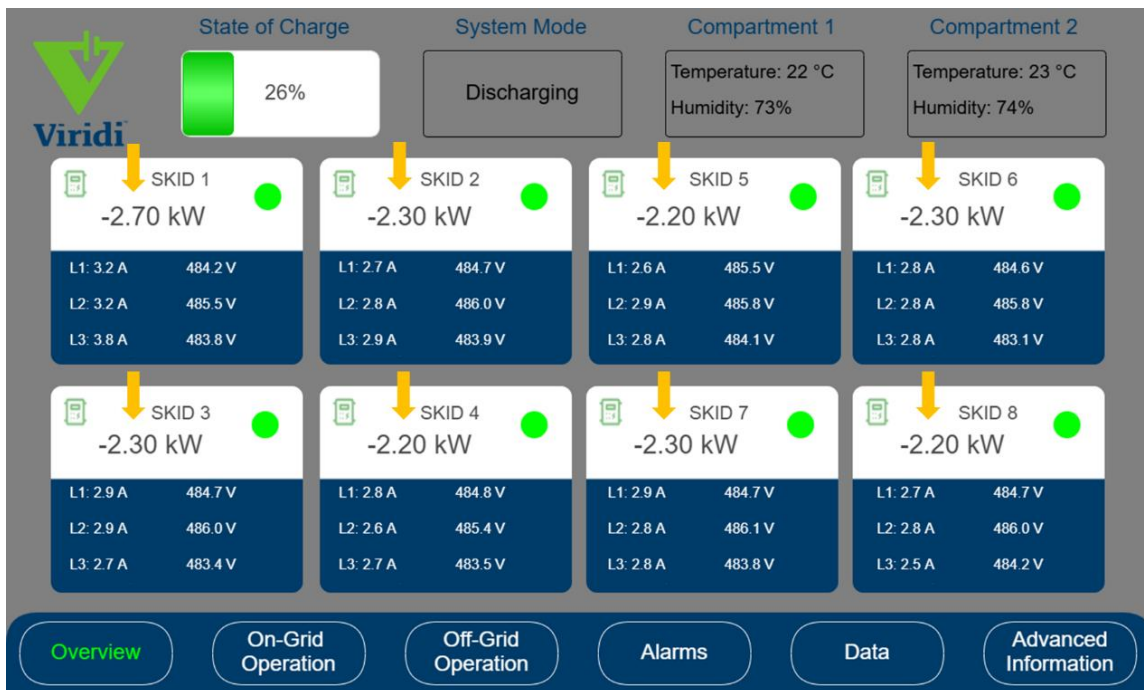 State of Charge
System Mode
Compartment 1
Compartment 2
Viridi
26%
Discharging
Temperature: 22 °C
Humidity: 73%
Temperature: 23 °C
Humidity: 74%
SKID 1
-2.70 kW
L1: 3.2 A 484.2 V
L2: 3.2 A 485.5 V
L3: 3.8 A 483.8 V
SKID 2
-2.30 kW
L1: 2.7 A 484.7 V
L2: 2.8 A 486.0 V
L3: 2.9 A 483.9 V
SKID 5
-2.20 kW
L1: 2.6 A 485.5 V
L2: 2.9 A 485.8 V
L3: 2.8 A 484.1 V
SKID 6
-2.30 kW
L1: 2.8 A 484.6 V
L2: 2.8 A 485.8 V
L3: 2.8 A 483.1 V
SKID 3
-2.30 kW
L1: 2.9 A 484.7 V
L2: 2.9 A 486.0 V
L3: 2.7 A 483.4 V
SKID 4
-2.20 kW
L1: 2.8 A 484.8 V
L2: 2.6 A 485.4 V
L3: 2.7 A 483.5 V
SKID 7
-2.30 kW
L1: 2.9 A 484.7 V
L2: 2.8 A 486.1 V
L3: 2.8 A 483.8 V
SKID 8
-2.20 kW
L1: 2.7 A 484.7 V
L2: 2.8 A 486.0 V
L3: 2.5 A 484.2 V
Overview
On-Grid
Operation
Off-Grid
Operation
Alarms
Data
Advanced
Information